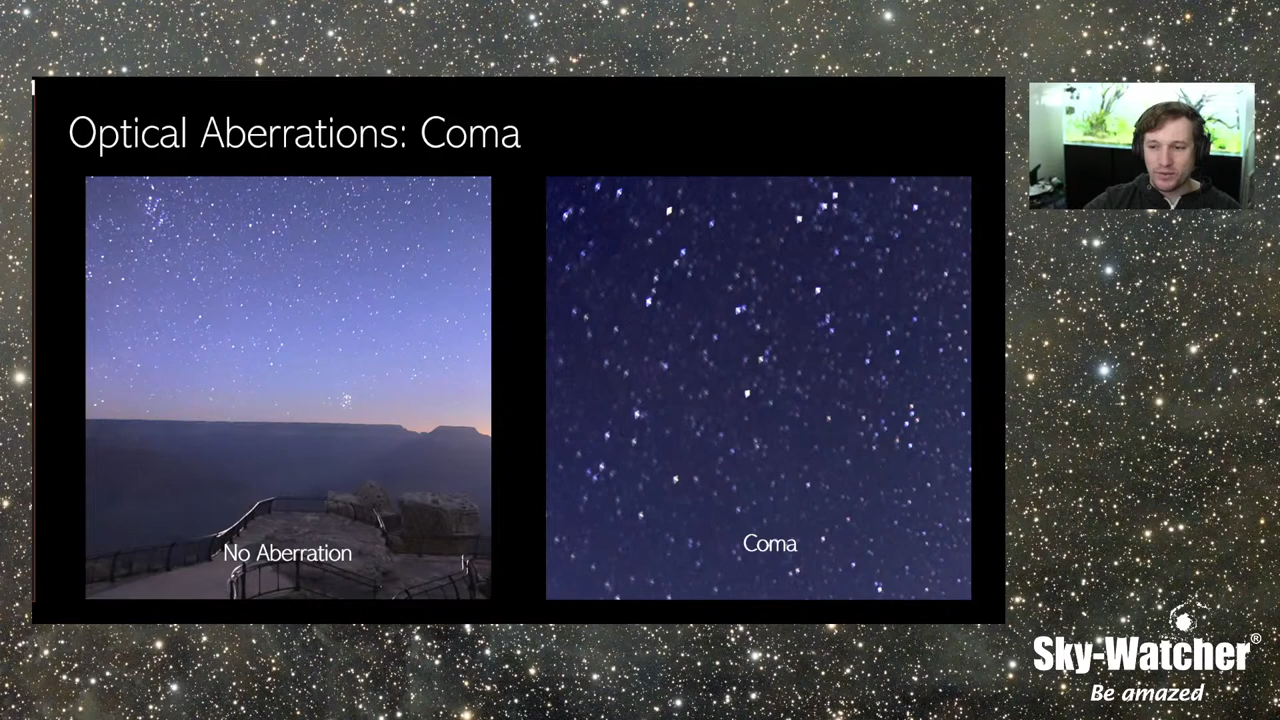 Optical Aberrations: Coma
No Aberration
Coma
Sky-Watcher®
Be amazed